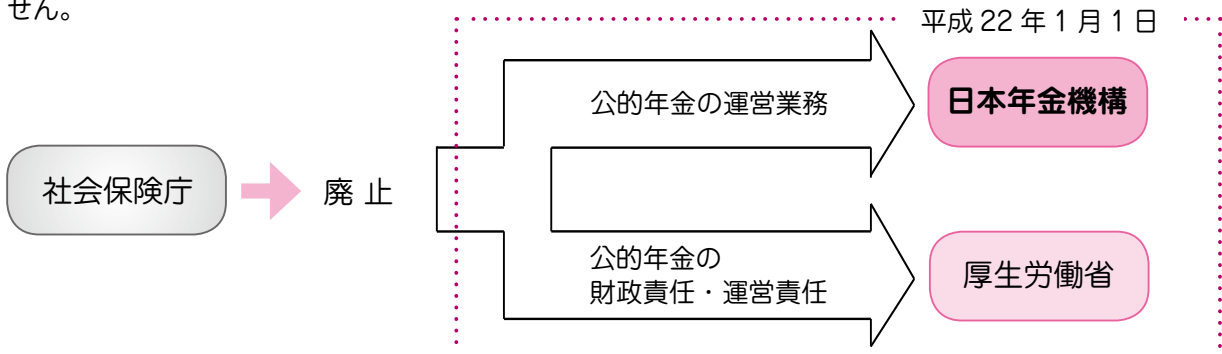 せん。
平成 22 年 1 月 1 日
公的年金の運営業務
日本年金機構
社会保険庁
廃 止
公的年金の
財政責任・運営責任
厚生労働省